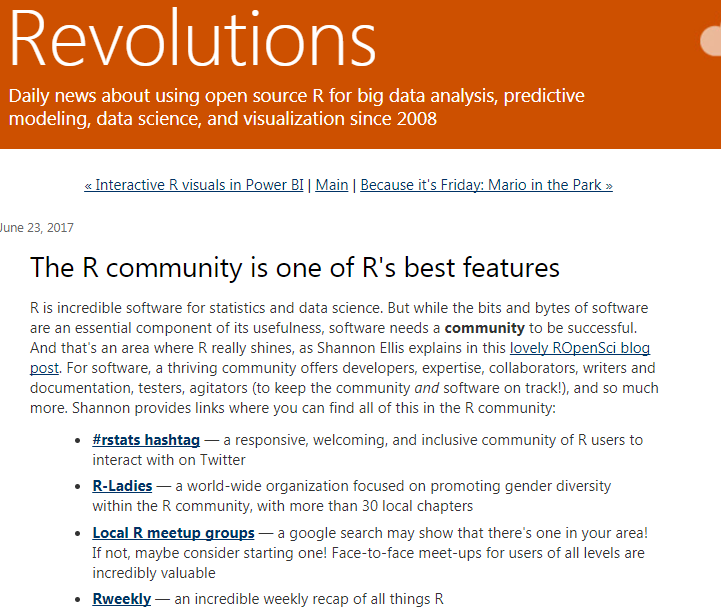 Revolutions
Daily news about using open source R for big data analysis, predictive
modeling, data science, and visualization since 2008
« Interactive R visuals in Power BI | Main | Because it's Friday: Mario in the Park »
June 23, 2017
The R community is one of R's best features
R is incredible software for statistics and data science. But while the bits and bytes of software
are an essential component of its usefulness, software needs a community to be successful.
And that's an area where R really shines, as Shannon Ellis explains in this lovely ROpenSci blog
post. For software, a thriving community offers developers, expertise, collaborators, writers and
documentation, testers, agitators (to keep the community and software on track!), and so much
more. Shannon provides links where you can find all of this in the R community:
• #rstats hashtag — a responsive, welcoming, and inclusive community of R users to
interact with on Twitter
• R-Ladies — a world-wide organization focused on promoting gender diversity
within the R community, with more than 30 local chapters
• Local R meetup groups — a google search may show that there's one in your area!
If not, maybe consider starting one! Face-to-face meet-ups for users of all levels are
incredibly valuable
• Rweekly — an incredible weekly recap of all things R